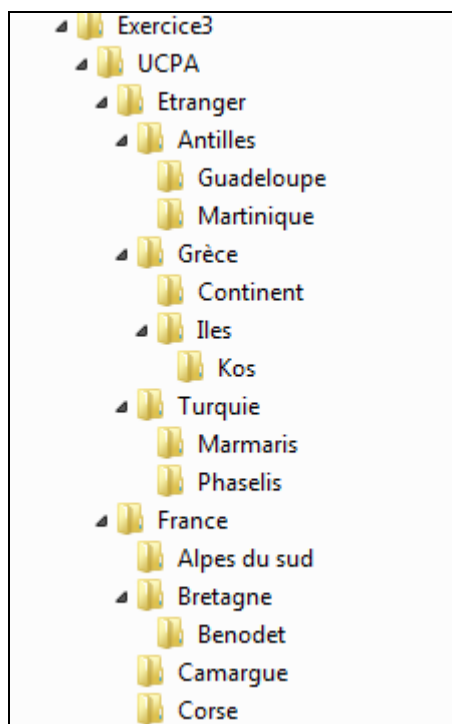 Exercice3
UCPA
Etranger
Antilles
Guadeloupe
Martinique
Grèce
Continent
Iles
Kos
Turquie
Marmaris
Phaselis
France
Alpes du sud
Bretagne
Benodet
Camargue
Corse